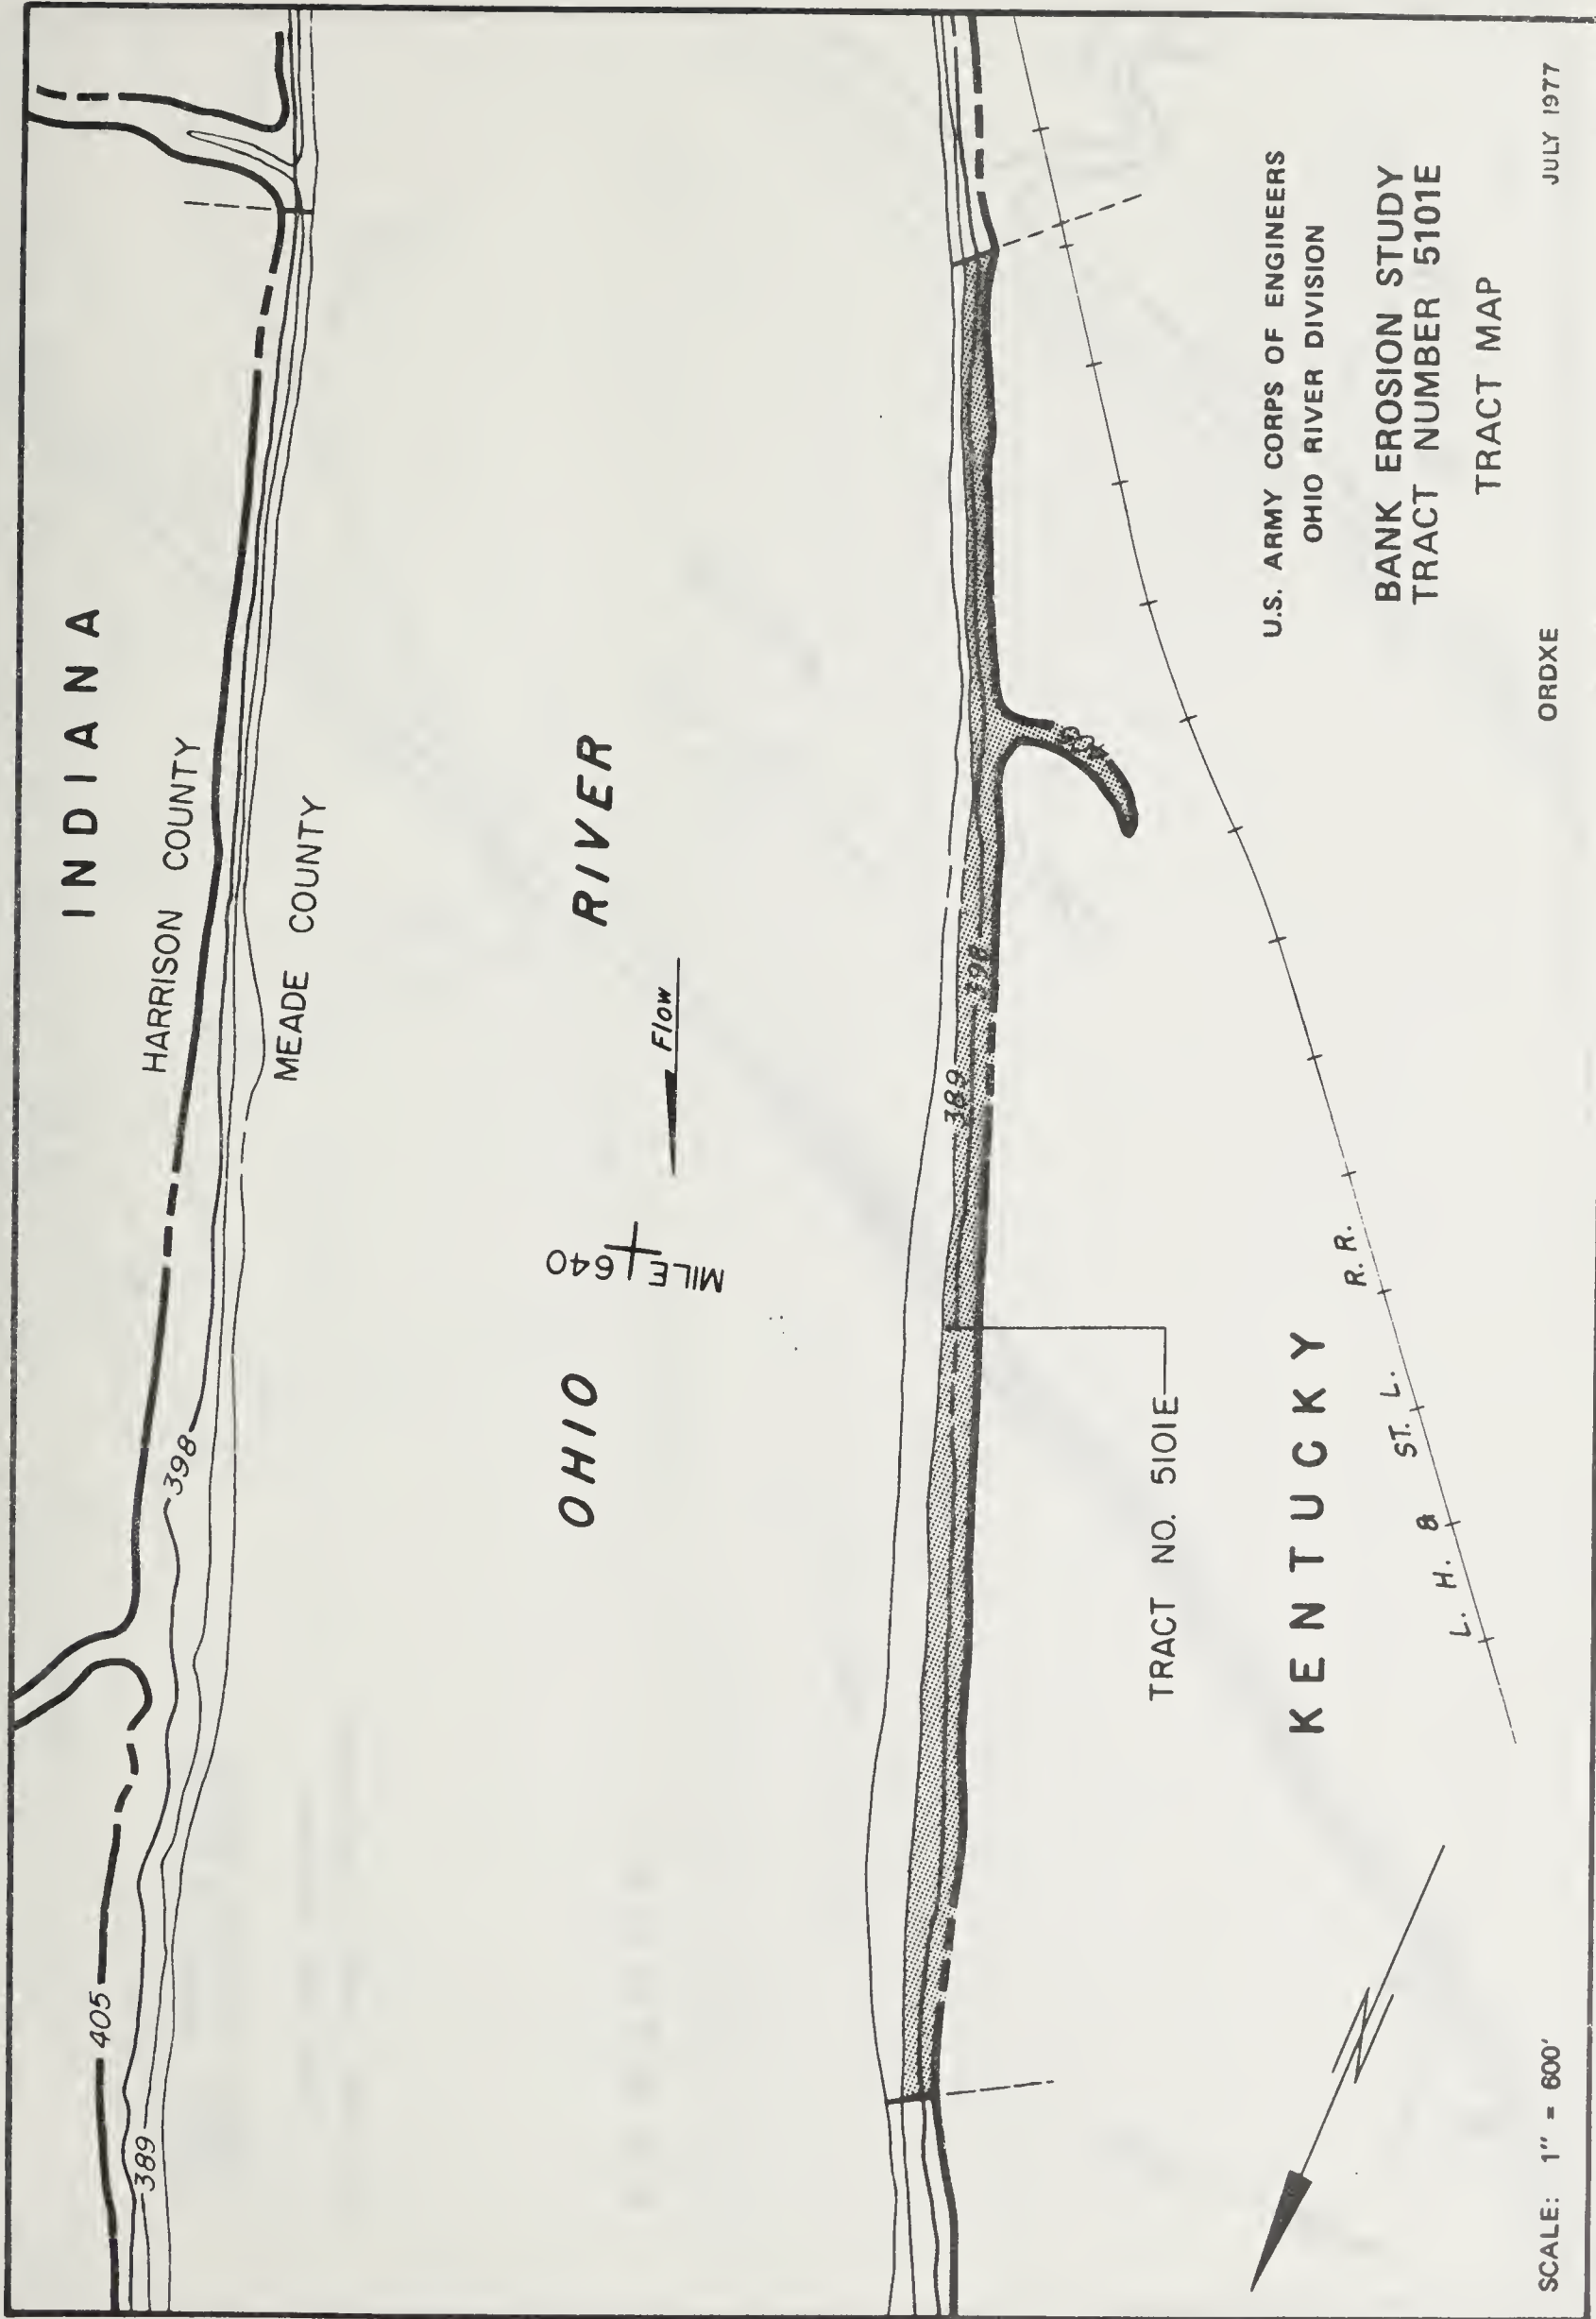 INDIANA
HARRISON COUNTY
MEADE COUNTY
398
405
389
OHIO RIVER
Flow
MILE 640
389
398
405
TRACT NO. 5101E
KENTUCKY
L. H. & ST. L. R. R.
U.S. ARMY CORPS OF ENGINEERS
OHIO RIVER DIVISION
BANK EROSION STUDY
TRACT NUMBER 5101E
TRACT MAP
SCALE: 1" = 600'
ORDXE
JULY 1977